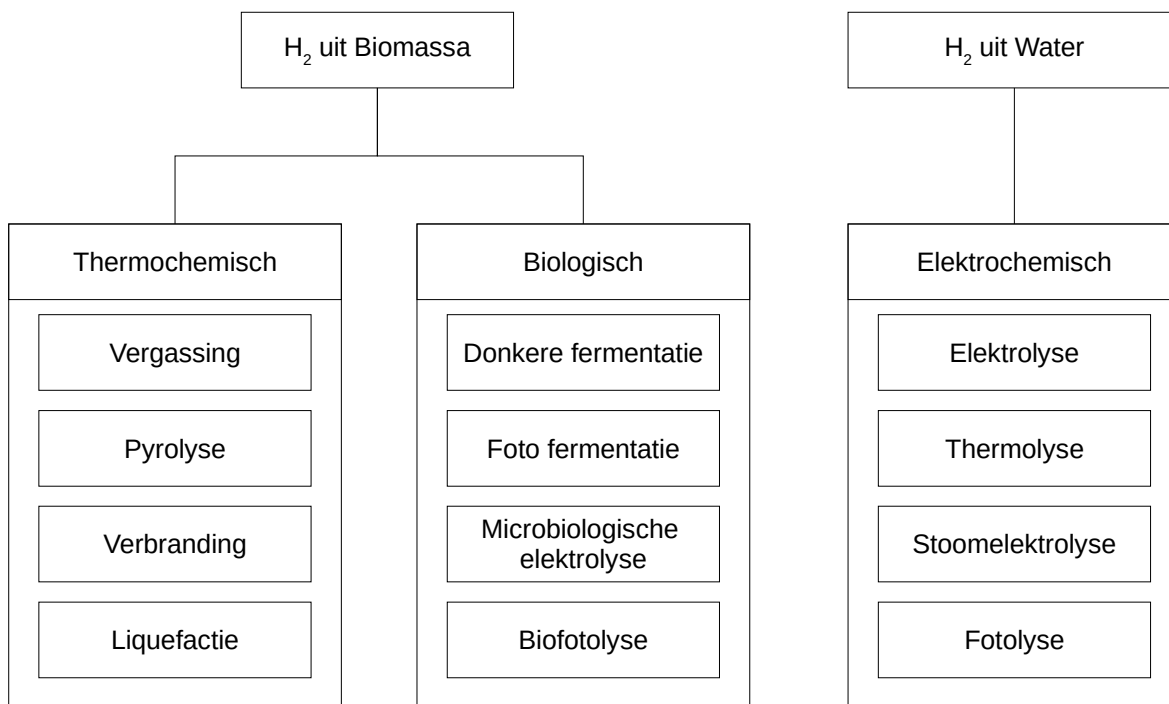 H₂ uit Biomassa
H₂ uit Water
Thermochemisch
Biologisch
Elektrochemisch
Vergassing
Donkere fermentatie
Elektrolyse
Pyrolyse
Foto fermentatie
Thermolyse
Verbranding
Microbiologische
elektrolyse
Stoomelektrolyse
Liquefactie
Biofotolyse
Fotolyse